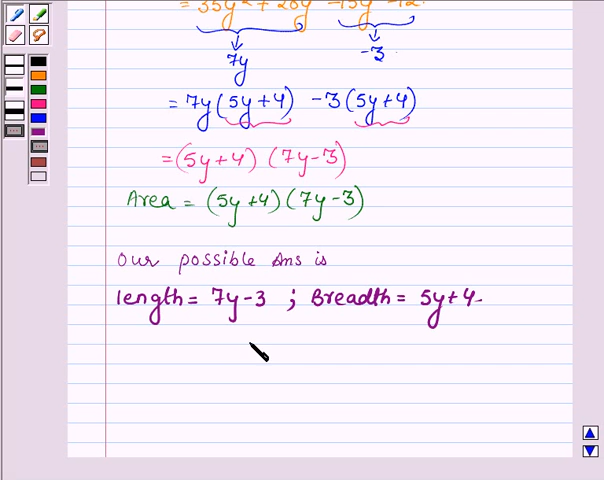 = 35y² + 28y - 15y - 12
7y -3
= 7y(5y+4) -3(5y+4)
= (5y+4) (7y-3)
Area = (5y+4)(7y-3)
Our possible Ans is
length = 7y-3 ; Breadth = 5y+4.